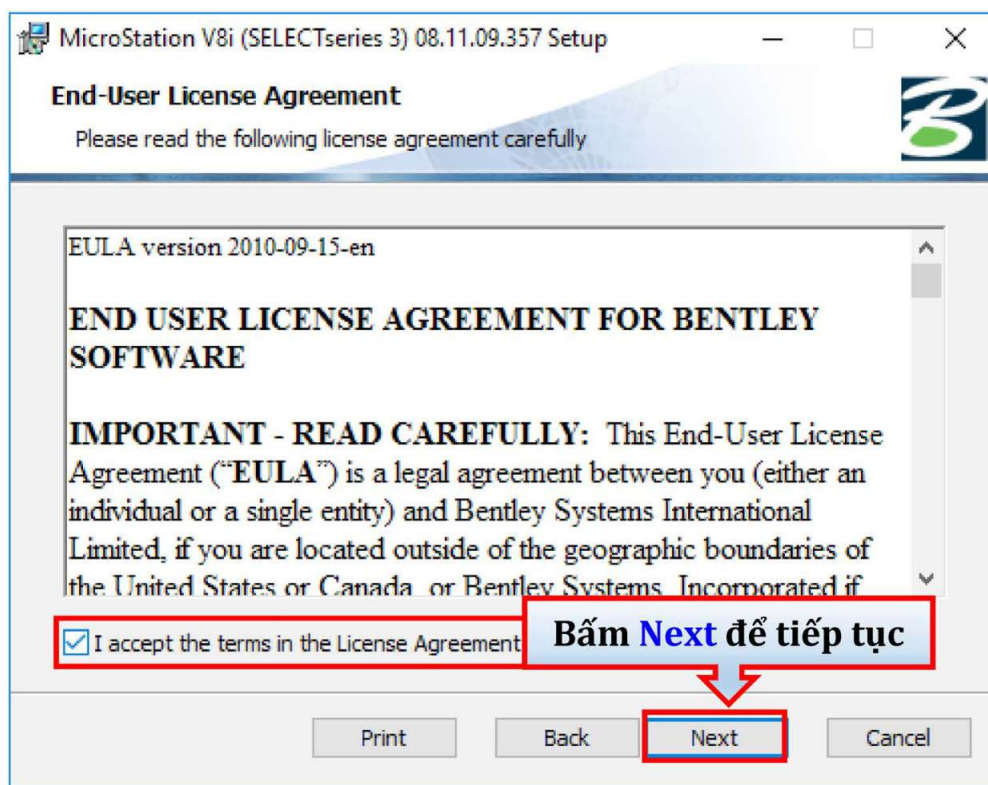 MicroStation V8i (SELECTseries 3) 08.11.09.357 Setup
End-User License Agreement
Please read the following license agreement carefully
EULA version 2010-09-15-en
END USER LICENSE AGREEMENT FOR BENTLEY
SOFTWARE
IMPORTANT - READ CAREFULLY: This End-User License
Agreement (“EULA”) is a legal agreement between you (either an
individual or a single entity) and Bentley Systems International
Limited, if you are located outside of the geographic boundaries of
the United States or Canada, or Bentley Systems, Incorporated if
I accept the terms in the License Agreement
Bấm Next để tiếp tục
Print Back Next Cancel